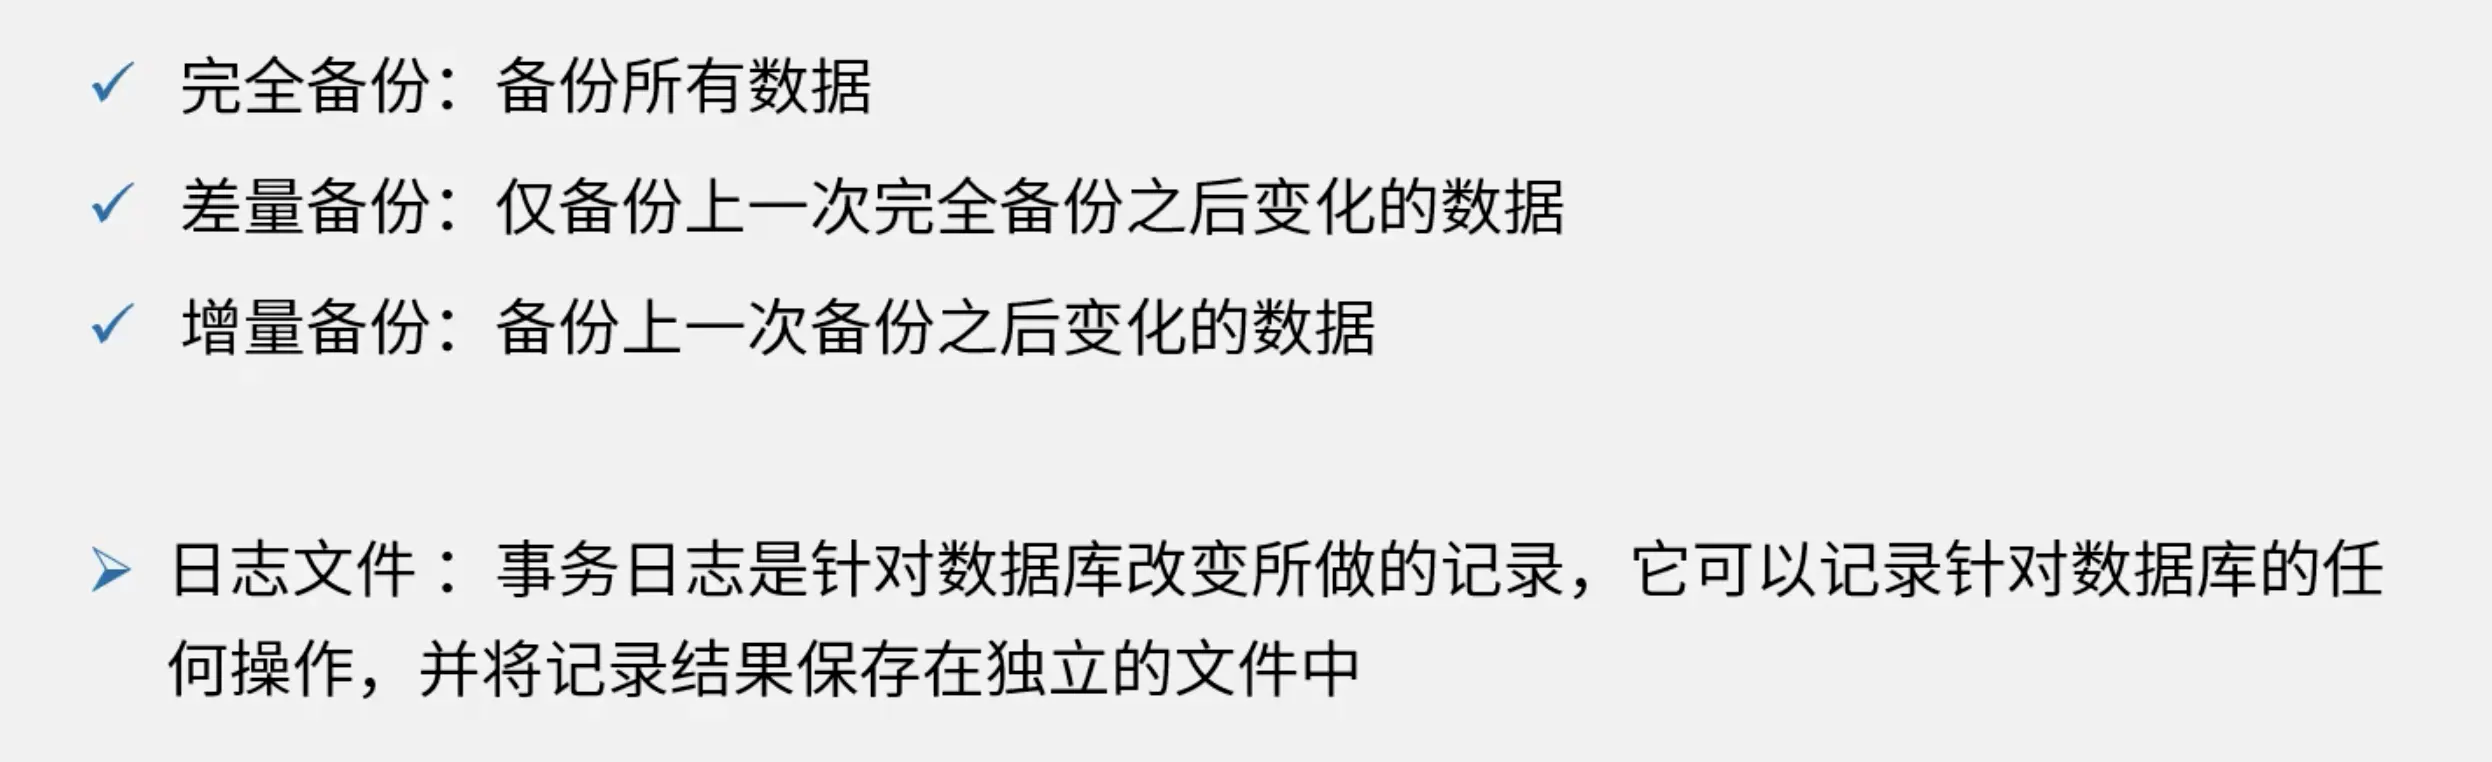 ✓ 完全备份：备份所有数据
✓ 差量备份：仅备份上一次完全备份之后变化的数据
✓ 增量备份：备份上一次备份之后变化的数据
➢ 日志文件 ：事务日志是针对数据库改变所做的记录，它可以记录针对数据库的任
何操作，并将记录结果保存在独立的文件中